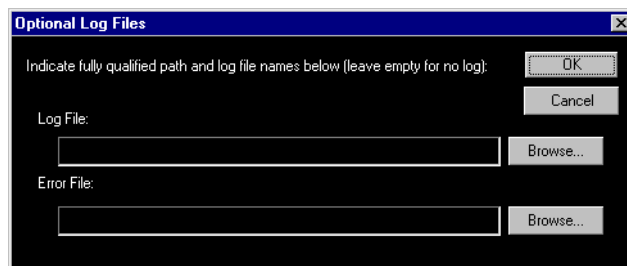 Optional Log Files
Indicate fully qualified path and log file names below (leave empty for no log):
OK
Cancel
Log File:
Browse...
Error File:
Browse...